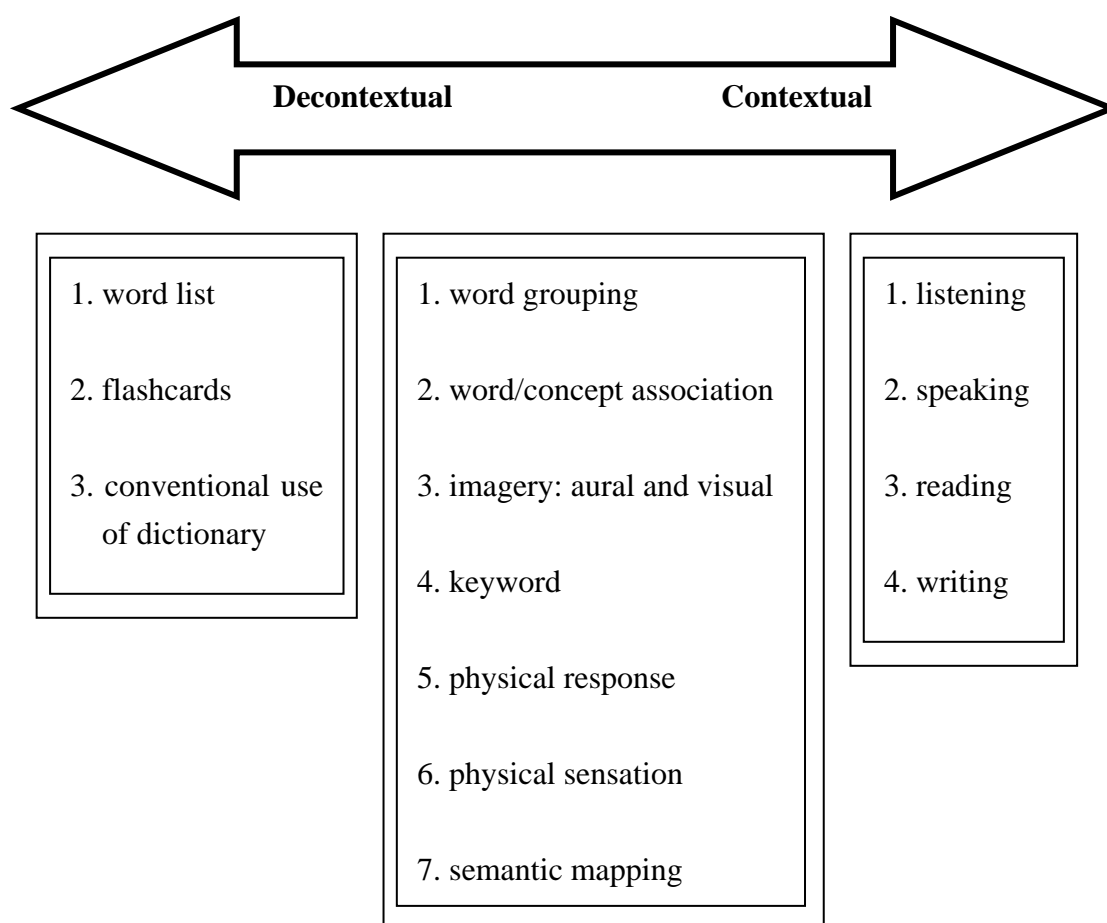 Decontextual
Contextual
1. word list
2. flashcards
3. conventional use
of dictionary
1. word grouping
2. word/concept association
3. imagery: aural and visual
4. keyword
5. physical response
6. physical sensation
7. semantic mapping
1. listening
2. speaking
3. reading
4. writing